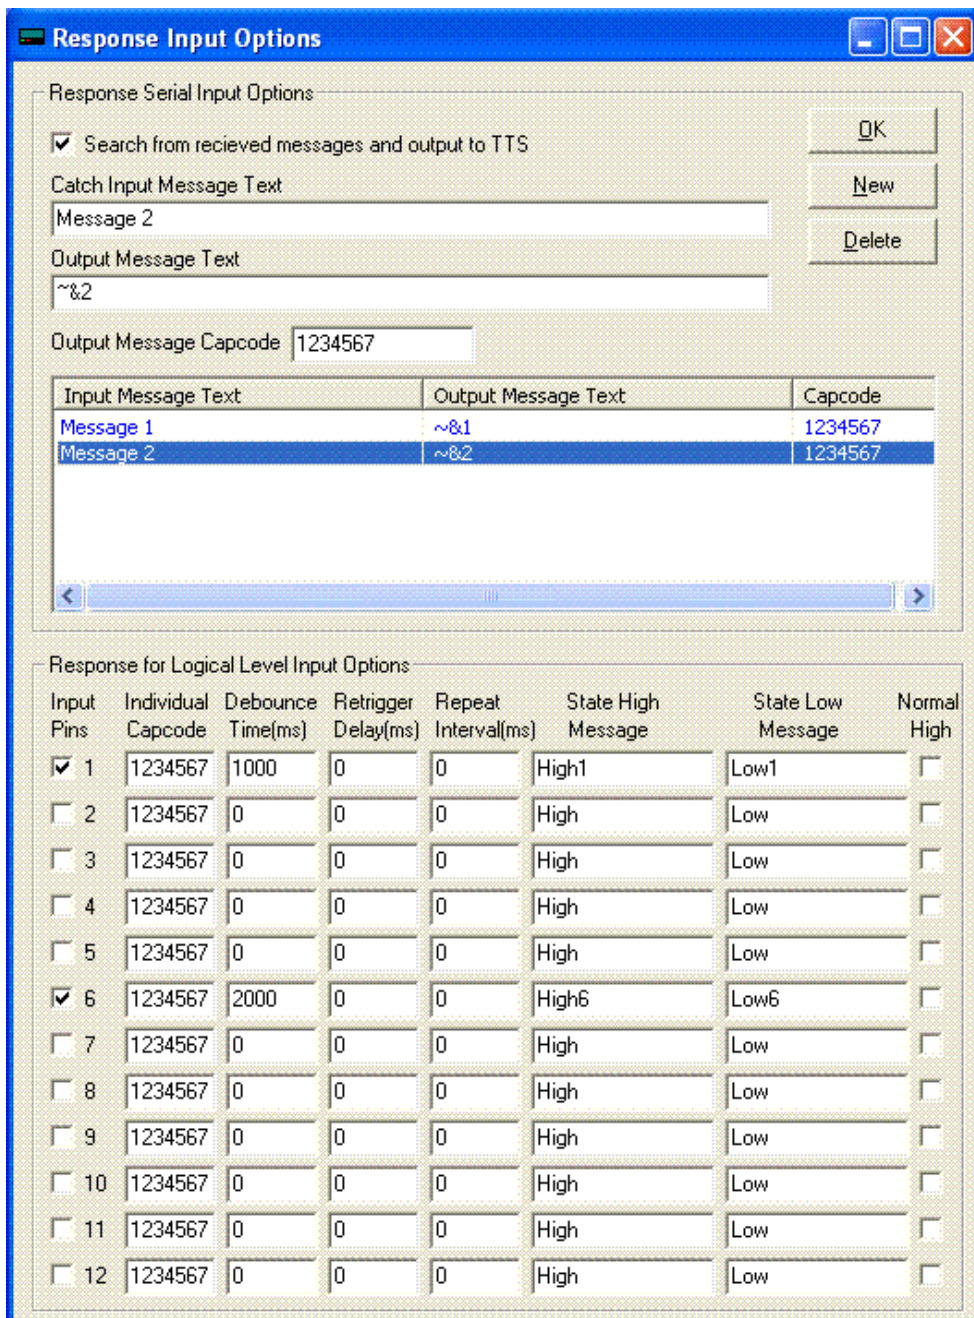 Response Input Options
Response Serial Input Options
Search from recieved messages and output to TTS
OK
Catch Input Message Text
New
Message 2
Delete
Output Message Text
~&2
Output Message Capcode 1234567
Input Message Text Output Message Text Capcode
Message 1 ~&1 1234567
Message 2 ~&2 1234567
Response for Logical Level Input Options
Input Individual Debounce Retrigger Repeat State High State Low Normal
Pins Capcode Time(ms) Delay(ms) Interval(ms) Message Message High
1 1234567 1000 0 0 High1 Low1
2 1234567 0 0 0 High Low
3 1234567 0 0 0 High Low
4 1234567 0 0 0 High Low
5 1234567 0 0 0 High Low
6 1234567 2000 0 0 High6 Low6
7 1234567 0 0 0 High Low
8 1234567 0 0 0 High Low
9 1234567 0 0 0 High Low
10 1234567 0 0 0 High Low
11 1234567 0 0 0 High Low
12 1234567 0 0 0 High Low